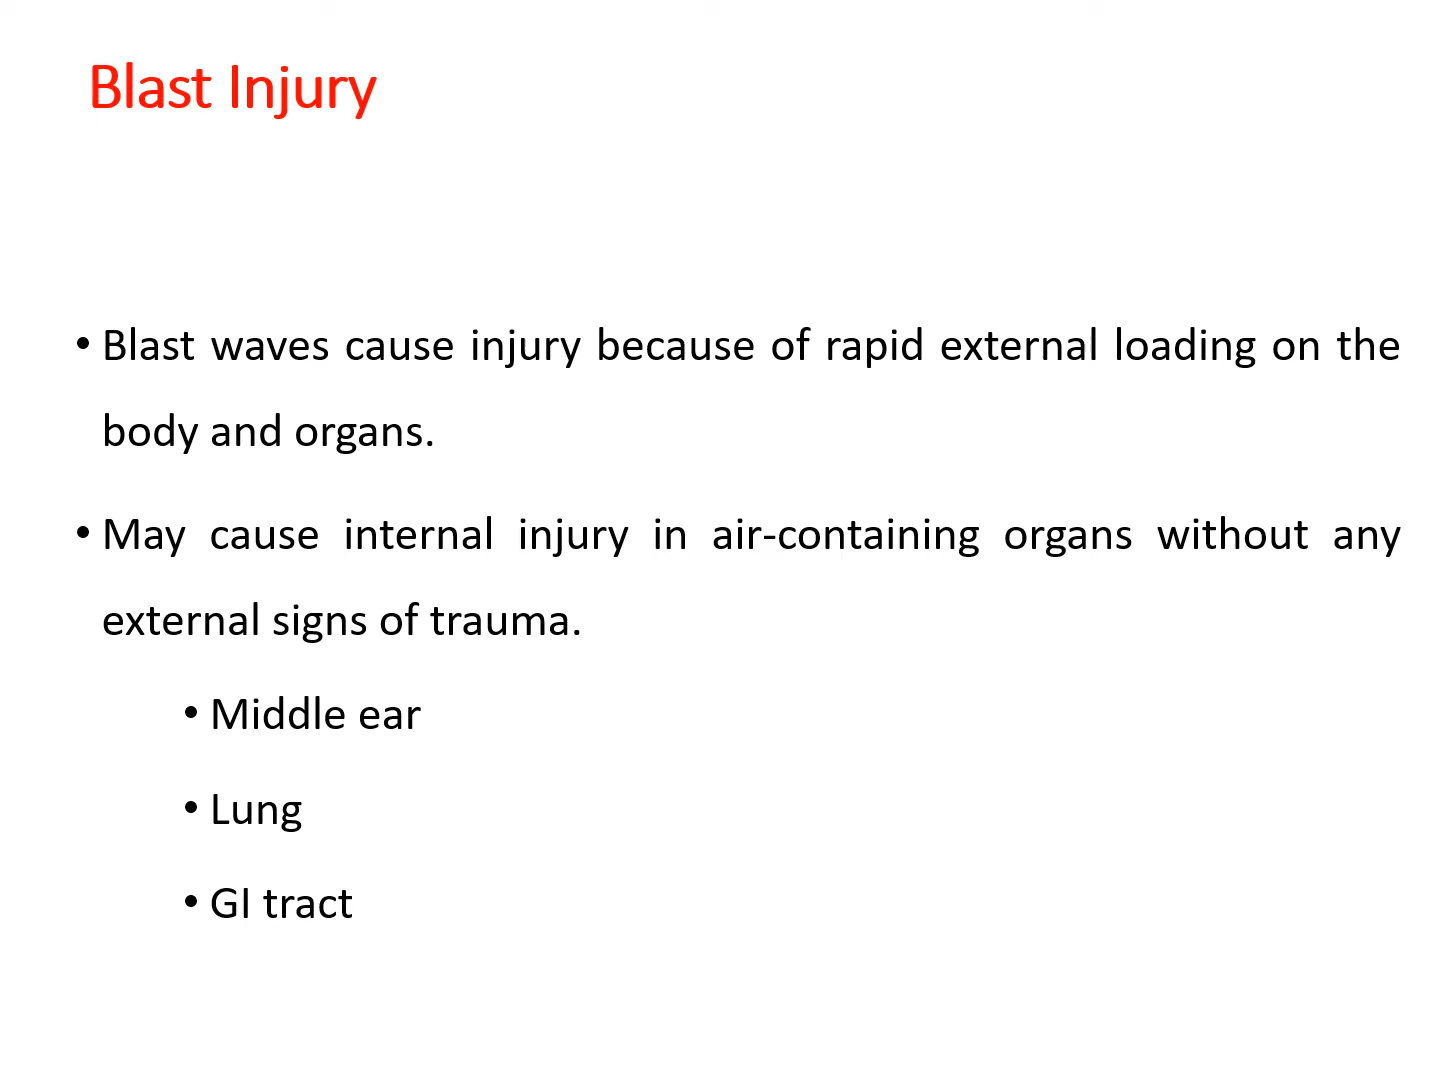 Blast Injury
• Blast waves cause injury because of rapid external loading on the
body and organs.
• May cause internal injury in air-containing organs without any
external signs of trauma.
• Middle ear
• Lung
• GI tract